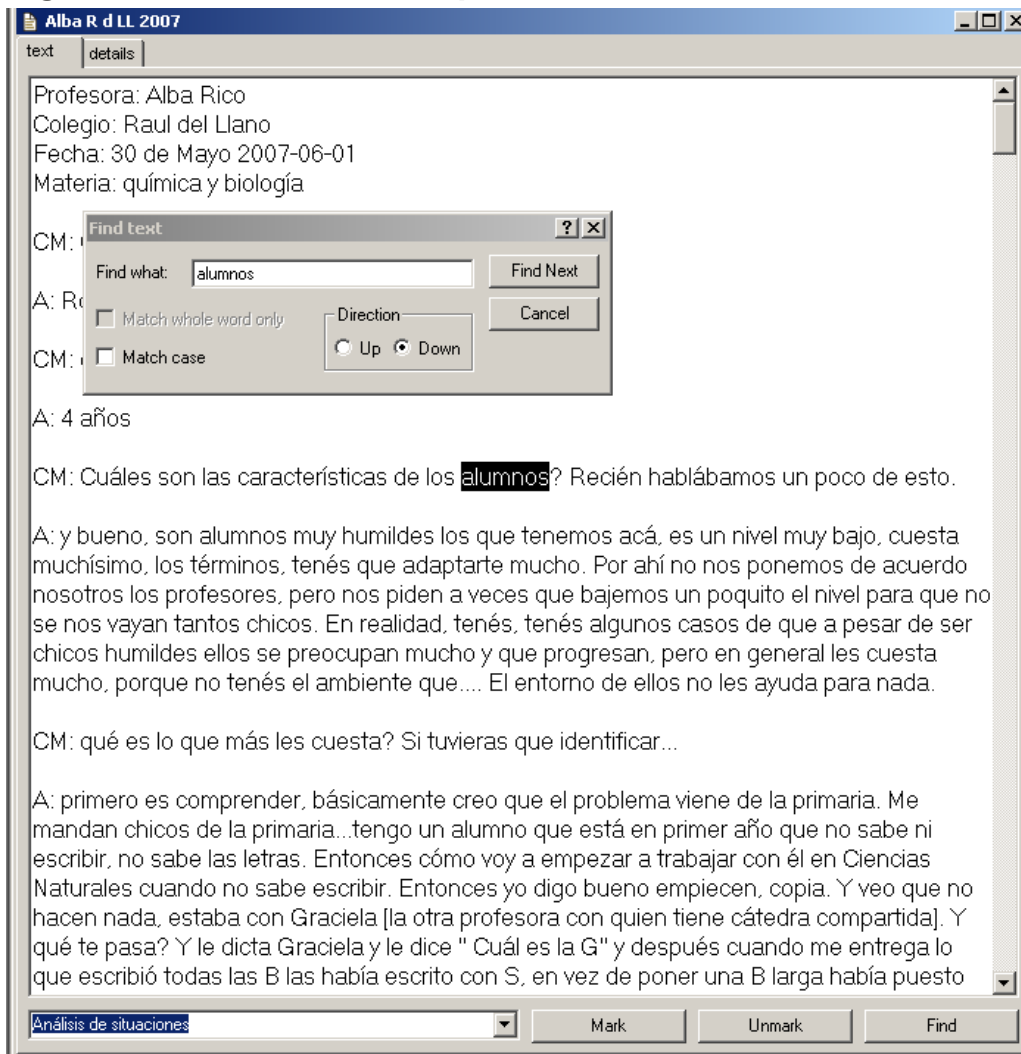 Alba R d LL 2007
text details
Profesora: Alba Rico
Colegio: Raul del Llano
Fecha: 30 de Mayo 2007-06-01
Materia: química y biología
CM:
Find text
Find what: alumnos Find Next
A:
Match whole word only Direction Cancel
CM:
Match case Up Down
A: 4 años
CM: Cuáles son las características de los alumnos? Recién hablábamos un poco de esto.
A: y bueno, son alumnos muy humildes los que tenemos acá, es un nivel muy bajo, cuesta
muchísimo, los términos, tenés que adaptarte mucho. Por ahí no nos ponemos de acuerdo
nosotros los profesores, pero nos piden a veces que bajemos un poquito el nivel para que no
se nos vayan tantos chicos. En realidad, tenés, tenés algunos casos de que a pesar de ser
chicos humildes ellos se preocupan mucho y que progresan, pero en general les cuesta
mucho, porque no tenés el ambiente que.... El entorno de ellos no les ayuda para nada.
CM: qué es lo que más les cuesta? Si tuvieras que identificar...
A: primero es comprender, básicamente creo que el problema viene de la primaria. Me
mandan chicos de la primaria...tengo un alumno que está en primer año que no sabe ni
escribir, no sabe las letras. Entonces cómo voy a empezar a trabajar con él en Ciencias
Naturales cuando no sabe escribir. Entonces yo digo bueno empiecen, copia. Y veo que no
hacen nada, estaba con Graciela [la otra profesora con quien tiene cátedra compartida]. Y
qué te pasa? Y le dicta Graciela y le dice " Cuál es la G" y después cuando me entrega lo
que escribió todas las B las había escrito con S, en vez de poner una B larga había puesto
Análisis de situaciones Mark Unmark Find